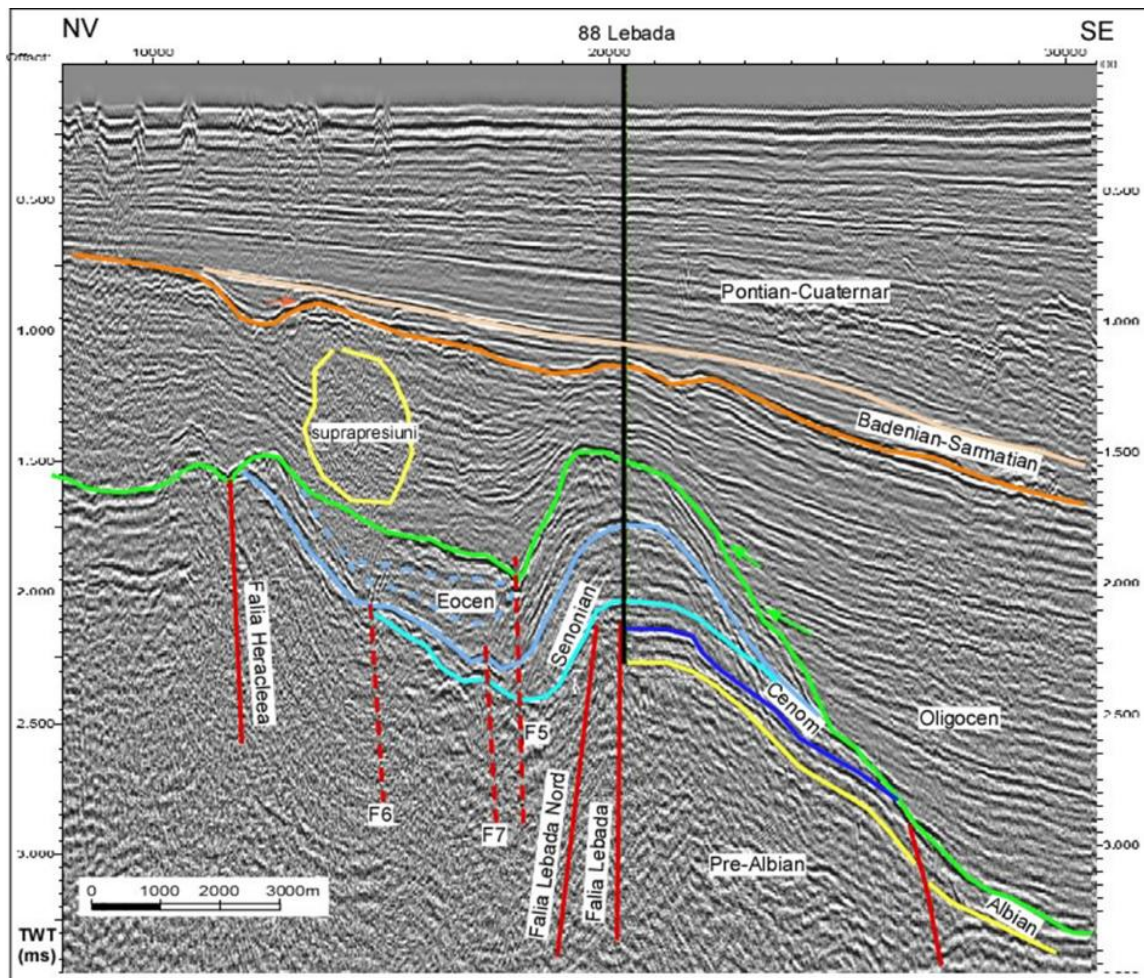 NV
88 Lebada
SE
Offset:
10000
20000
30000
0.500
0.500
Pontian-Cuaternar
1.000
1.000
suprapresiuni
Badenian-Sarmatian
1.500
1.500
2.000
2.000
Eocen
Senonian
Falia Heracleea
Cenom
Oligocen
2.500
2.500
F5
F6
F7
Falia Lebada Nord
Falia Lebada
Pre-Albian
3.000
3.000
Albian
0 1000 2000 3000m
TWT
(ms)